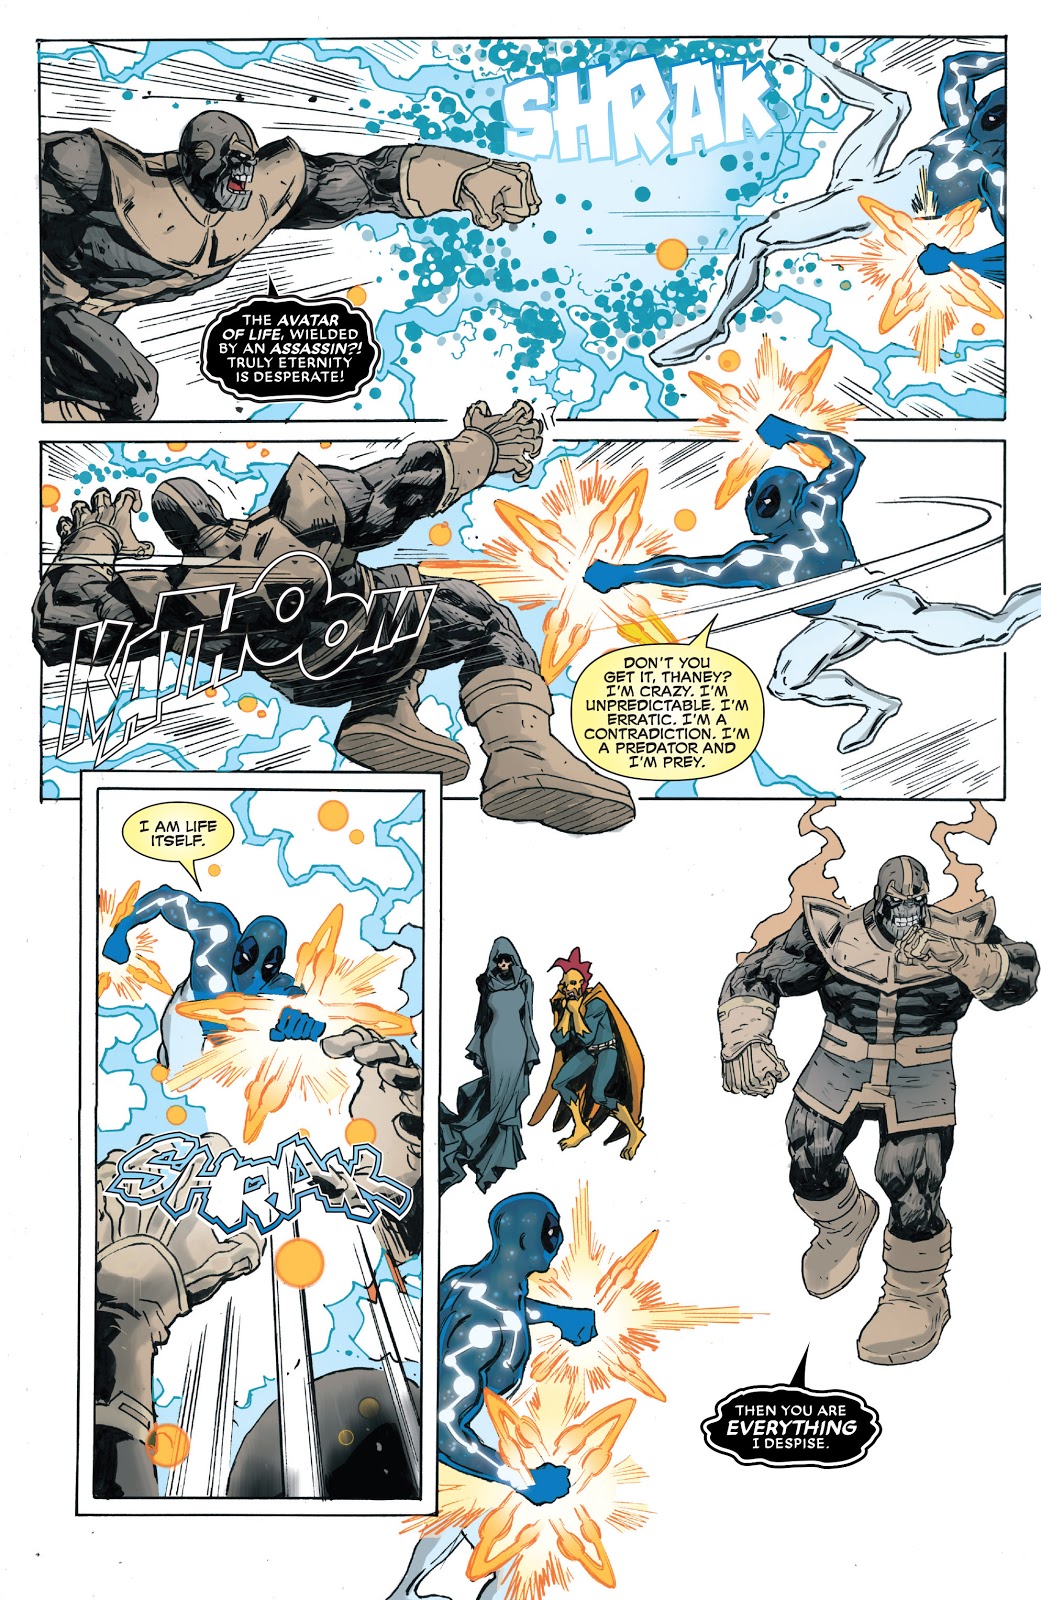 SHRAK
THE AVATAR
OF LIFE, WIELDED
BY AN ASSASSIN?!
TRULY ETERNITY
IS DESPERATE!
KATHOOM
DON'T YOU
GET IT, THANEY?
I'M CRAZY. I'M
UNPREDICTABLE. I'M
ERRATIC. I'M A
CONTRADICTION. I'M
A PREDATOR AND
I'M PREY.
I AM LIFE
ITSELF.
SHRAK
THEN YOU ARE
EVERYTHING
I DESPISE.